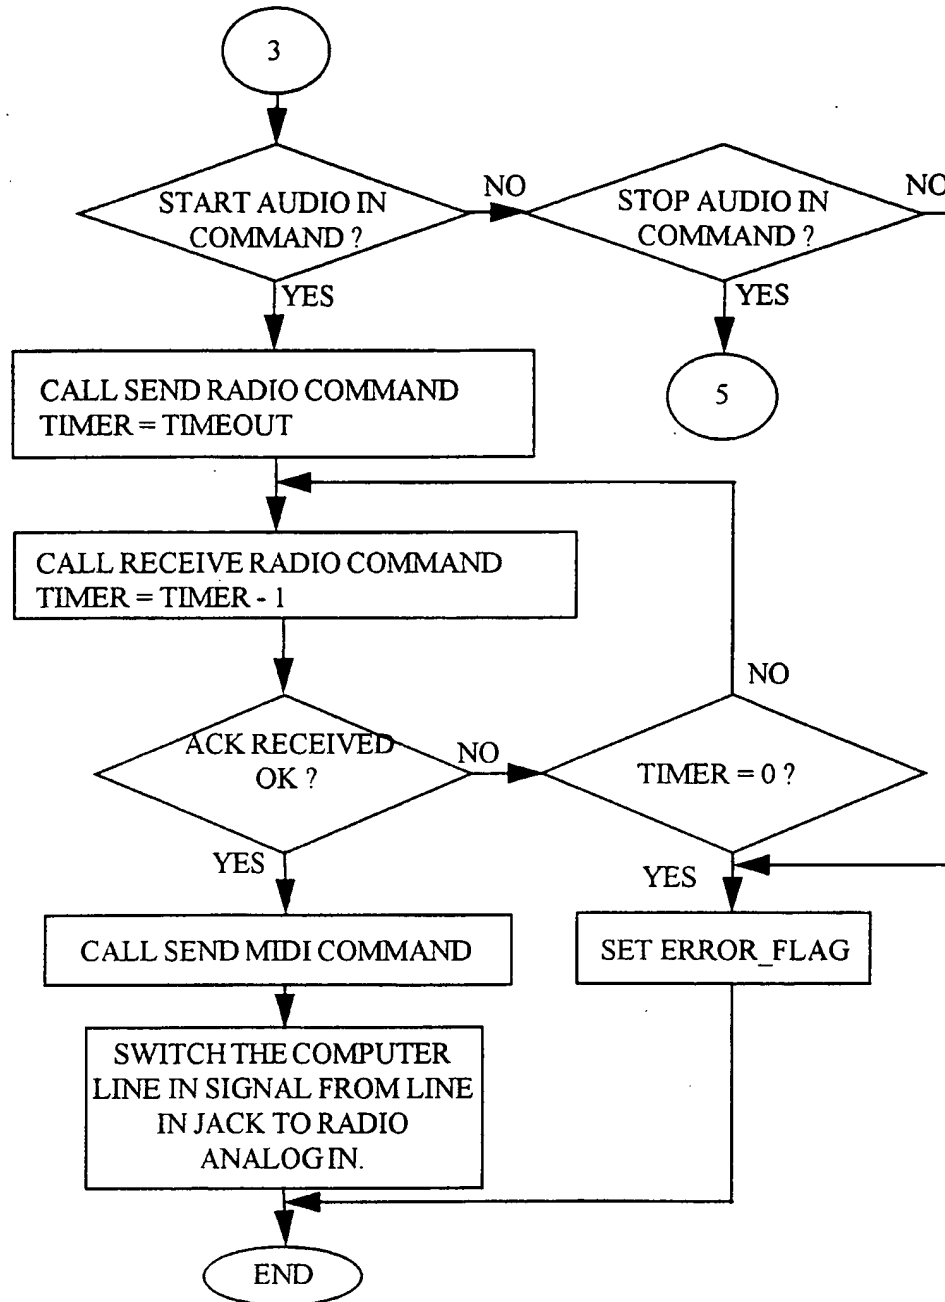 3
START AUDIO IN
COMMAND ?
NO
STOP AUDIO IN
COMMAND ?
NO
YES
YES
CALL SEND RADIO COMMAND
TIMER = TIMEOUT
5
CALL RECEIVE RADIO COMMAND
TIMER = TIMER - 1
NO
ACK RECEIVED
OK ?
NO
TIMER = 0 ?
YES
YES
CALL SEND MIDI COMMAND
SET ERROR_FLAG
SWITCH THE COMPUTER
LINE IN SIGNAL FROM LINE
IN JACK TO RADIO
ANALOG IN.
END